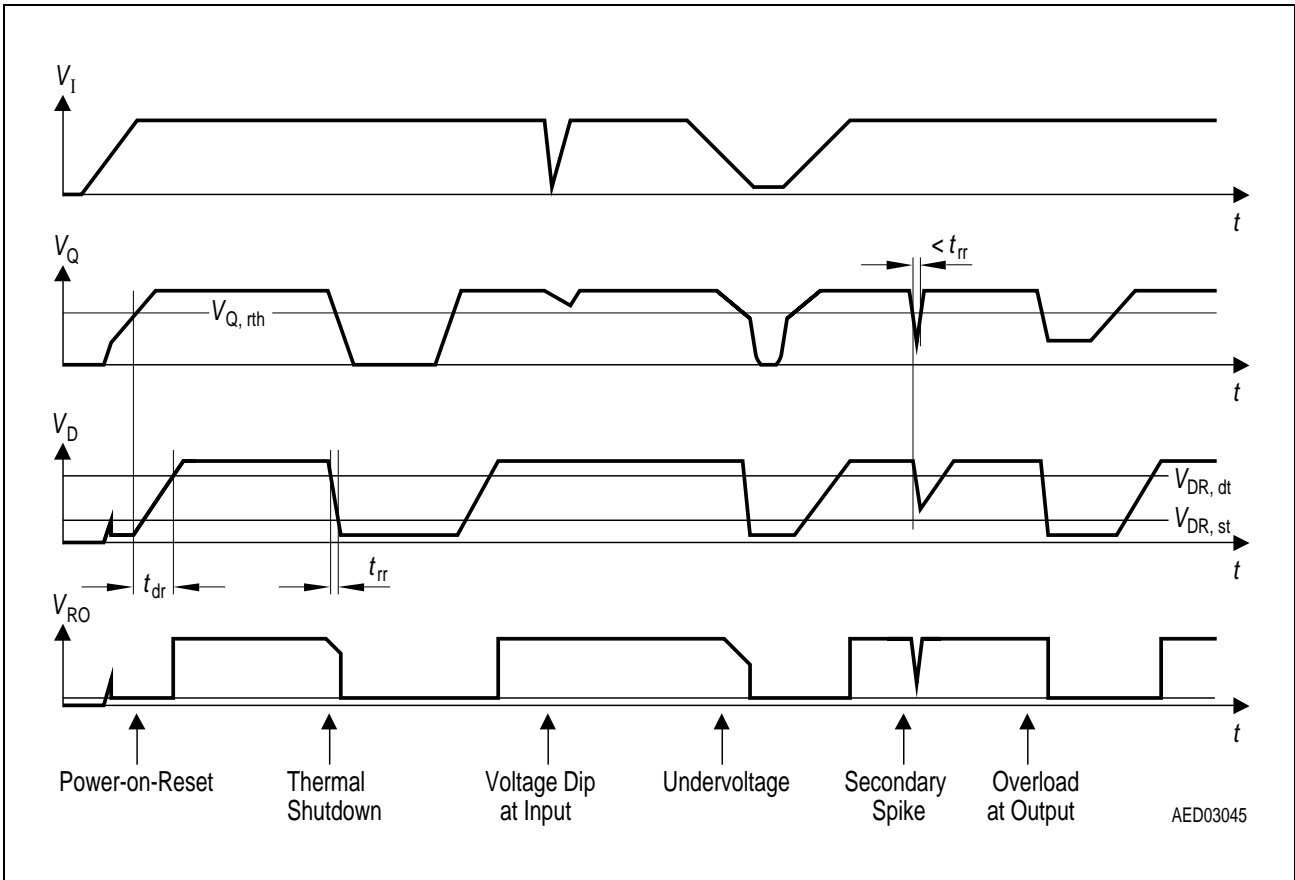 V_I
t
V_Q
< t_rr
V_Q, rth
t
V_D
V_DR, dt
V_DR, st
t_dr
t_rr
t
V_RO
t
Power-on-Reset
Thermal
Shutdown
Voltage Dip
at Input
Undervoltage
Secondary
Spike
Overload
at Output
AED03045